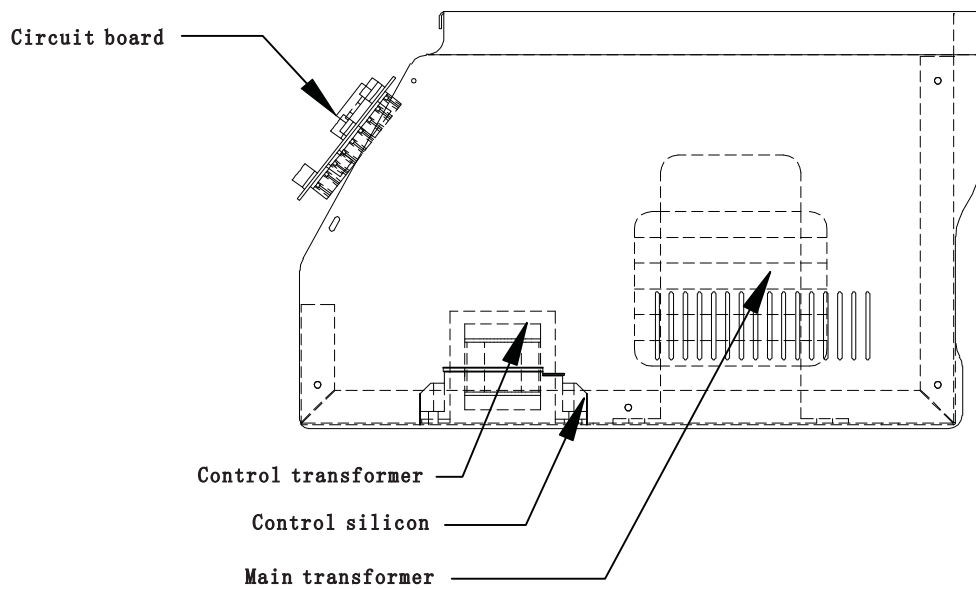 Circuit board
Control transformer
Control silicon
Main transformer